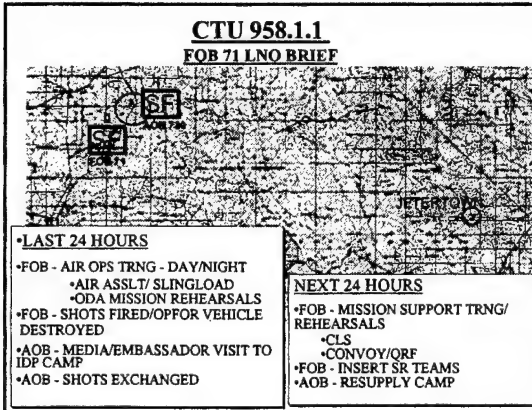 CTU 958.1.1
FOB 71 LNO BRIEF
SF
SF
FOB 71
JETERTOWN
•LAST 24 HOURS
•FOB - AIR OPS TRNG - DAY/NIGHT
•AIR ASSLT/ SLINGLOAD
•ODA MISSION REHEARSALS
•FOB - SHOTS FIRED/OPFOR VEHICLE
DESTROYED
•AOB - MEDIA/EMBASSADOR VISIT TO
IDP CAMP
•AOB - SHOTS EXCHANGED
NEXT 24 HOURS
•FOB - MISSION SUPPORT TRNG/
REHEARSALS
•CLS
•CONVOY/QRF
•FOB - INSERT SR TEAMS
•AOB - RESUPPLY CAMP